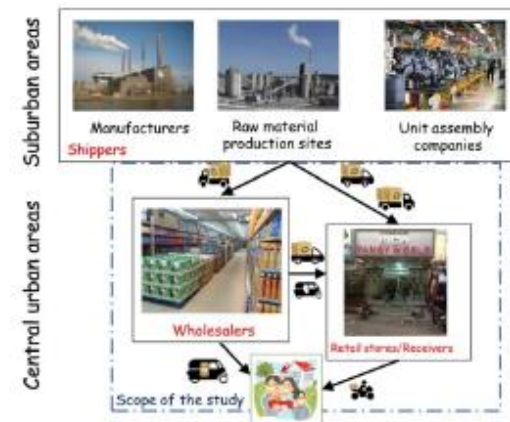 Suburban areas
Manufacturers
Raw material
production sites
Unit assembly
companies
Shippers
Central urban areas
Wholesalers
Retail stores/Receivers
Scope of the study